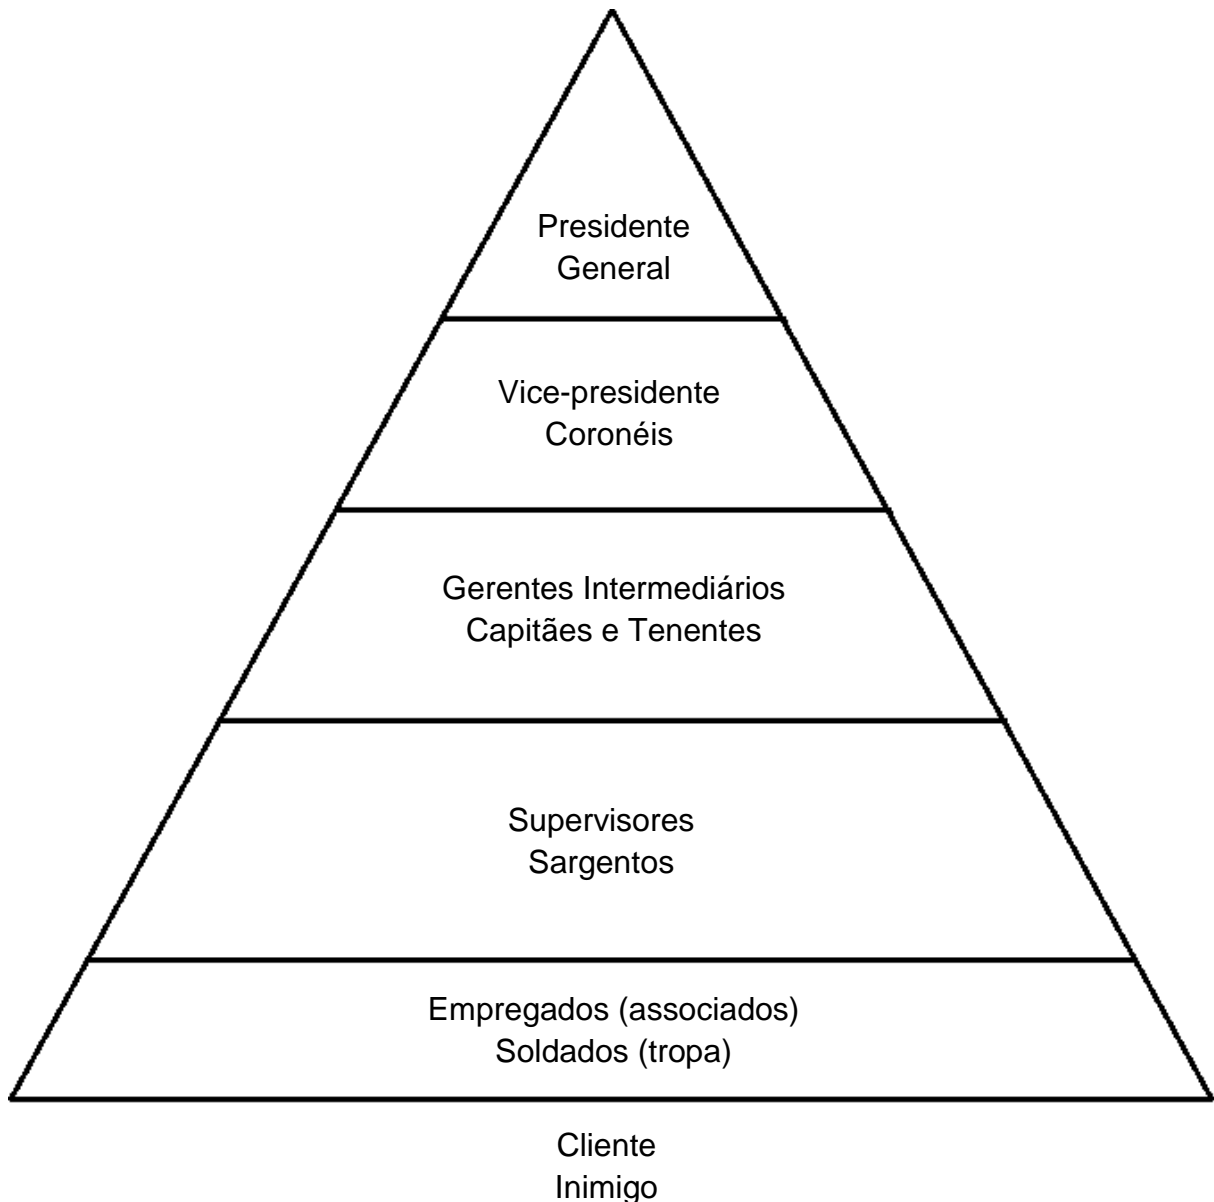 Presidente
General
Vice-presidente
Coronéis
Gerentes Intermediários
Capitães e Tenentes
Supervisores
Sargentos
Empregados (associados)
Soldados (tropa)
Cliente
Inimigo